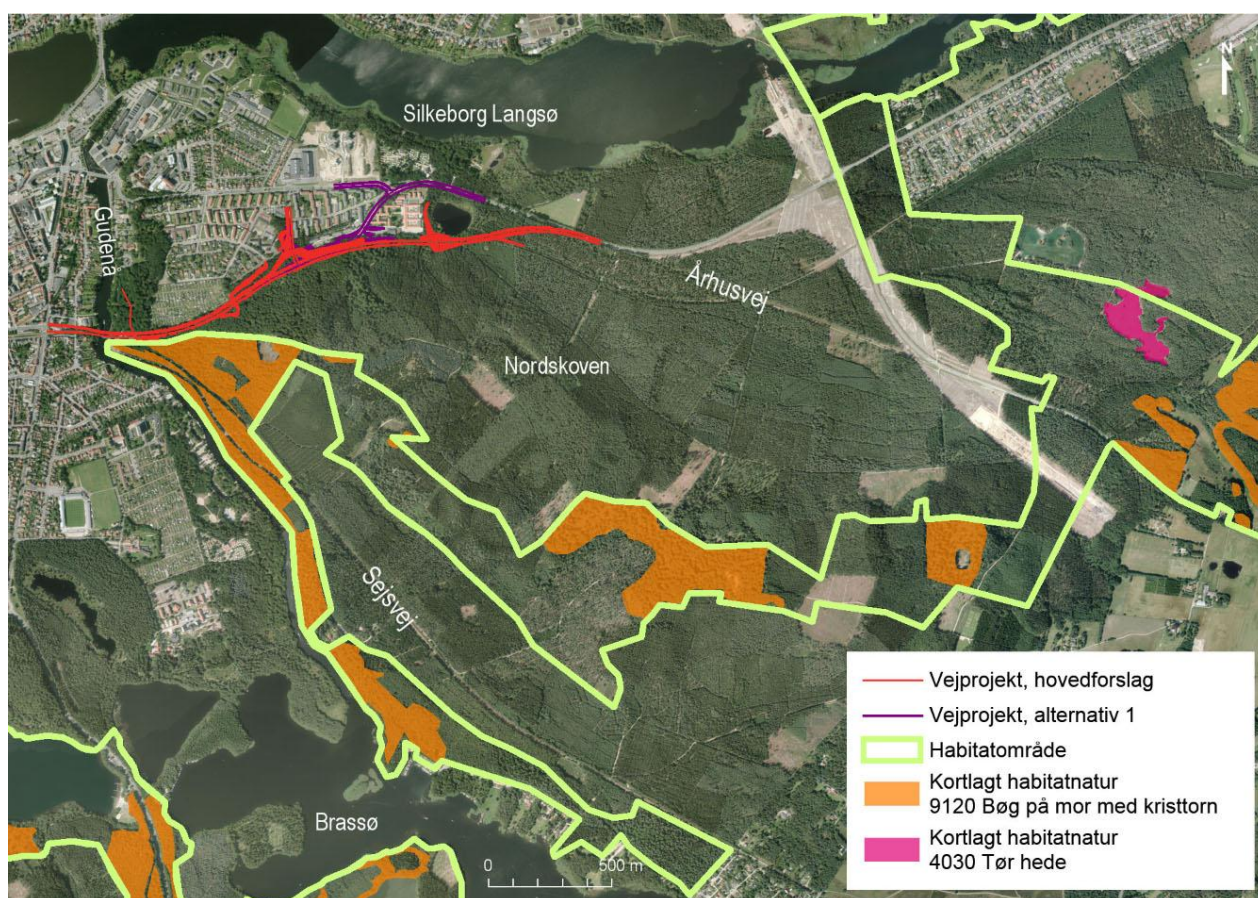 N
Silkeborg Langsø
Gudenå
Århusvej
Nordskoven
Sejsvej
Brassø
0 500 m
Vejprojekt, hovedforslag
Vejprojekt, alternativ 1
Habitatområde
Kortlagt habitatnatur
9120 Bøg på mor med kristtorn
Kortlagt habitatnatur
4030 Tør hede